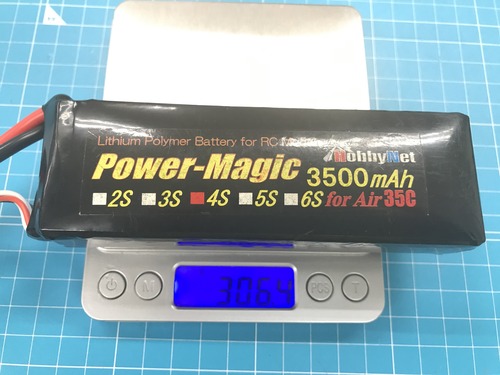 Lithium Polymer Battery for RC M
Power-Magic
HobbyNet
3500mAh
2S 3S 4S 5S 6S for Air 35C
M 306.4 PCS T